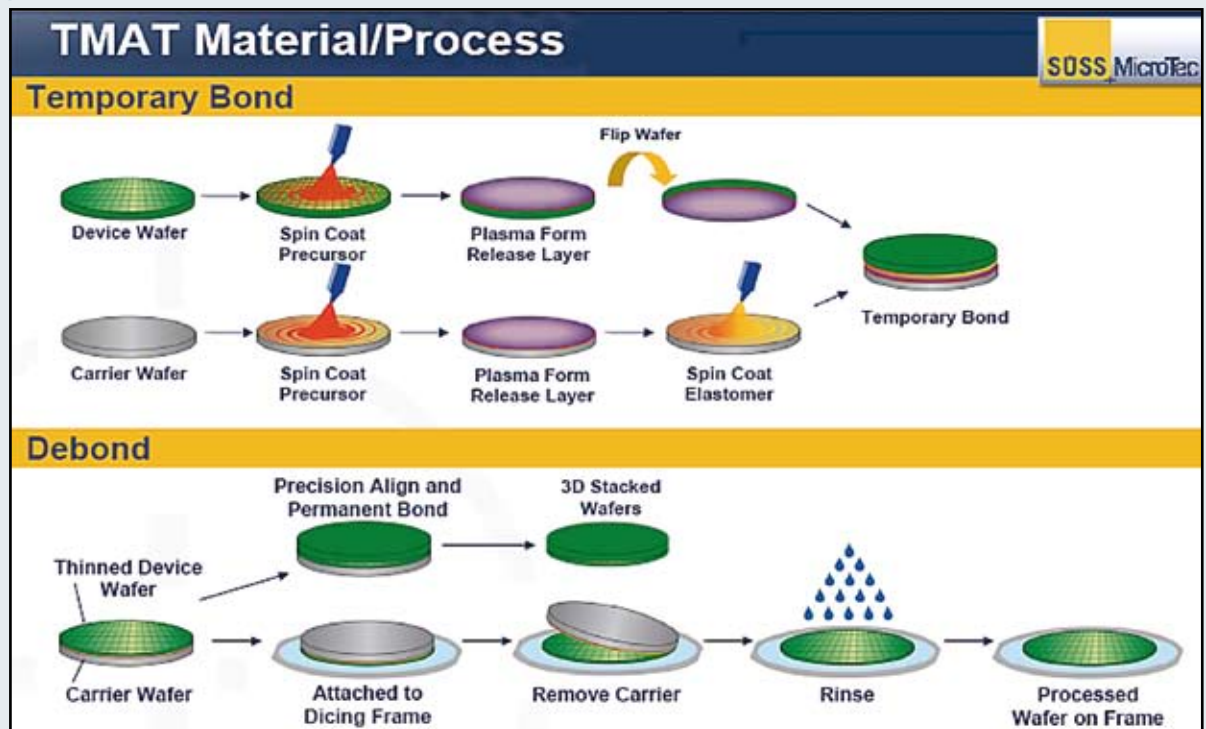 TMAT Material/Process
SÜSS MicroTec
Temporary Bond
Flip Wafer
Device Wafer
Spin Coat
Precursor
Plasma Form
Release Layer
Carrier Wafer
Spin Coat
Precursor
Plasma Form
Release Layer
Spin Coat
Elastomer
Temporary Bond
Debond
Precision Align and
Permanent Bond
3D Stacked
Wafers
Thinned Device
Wafer
Carrier Wafer
Attached to
Dicing Frame
Remove Carrier
Rinse
Processed
Wafer on Frame